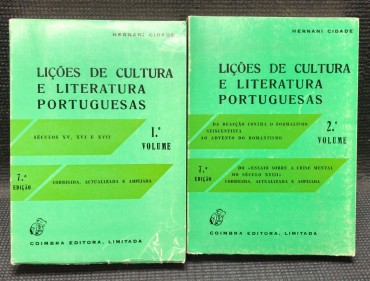 HERNANI CIDADE
LIÇÕES DE CULTURA
E LITERATURA
PORTUGUESAS
SÉCULOS XV, XVI E XVII
1.º
VOLUME
7.ª
EDIÇÃO
CORRIGIDA, ACTUALIZADA E AMPLIADA
COIMBRA EDITORA, LIMITADA
HERNANI CIDADE
LIÇÕES DE CULTURA
E LITERATURA
PORTUGUESAS
DA REACÇÃO CONTRA O FORMALISMO
SEISCENTISTA
AO ADVENTO DO ROMANTISMO
2.º
VOLUME
7.ª
EDIÇÃO
DO «ENSAIO SOBRE A CRISE MENTAL
DO SÉCULO XVIII»
CORRIGIDA, ACTUALIZADA E AMPLIADA
COIMBRA EDITORA, LIMITADA